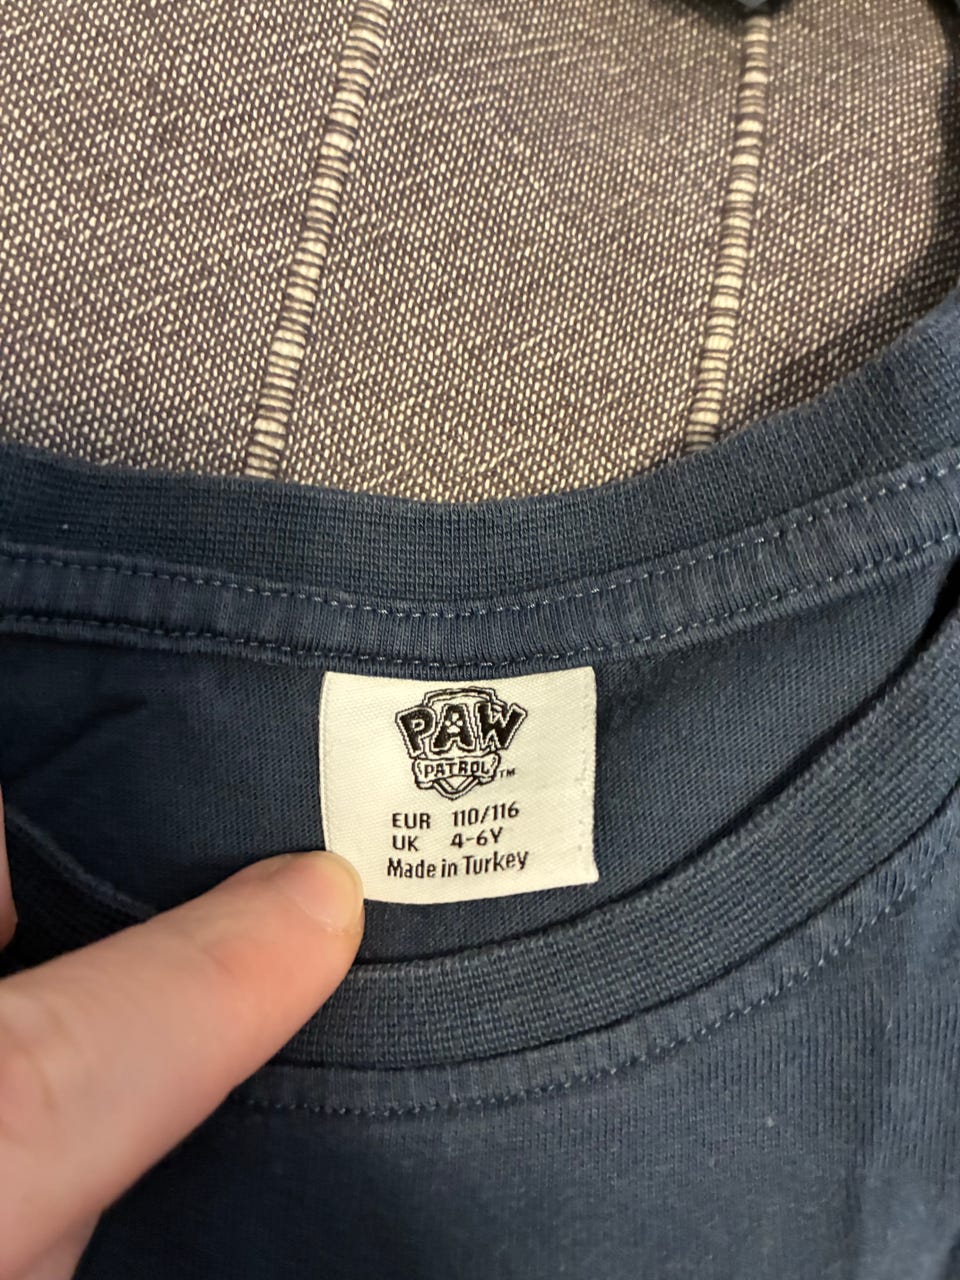 PAW
PATROL™
EUR 110/116
UK 4-6Y
Made in Turkey